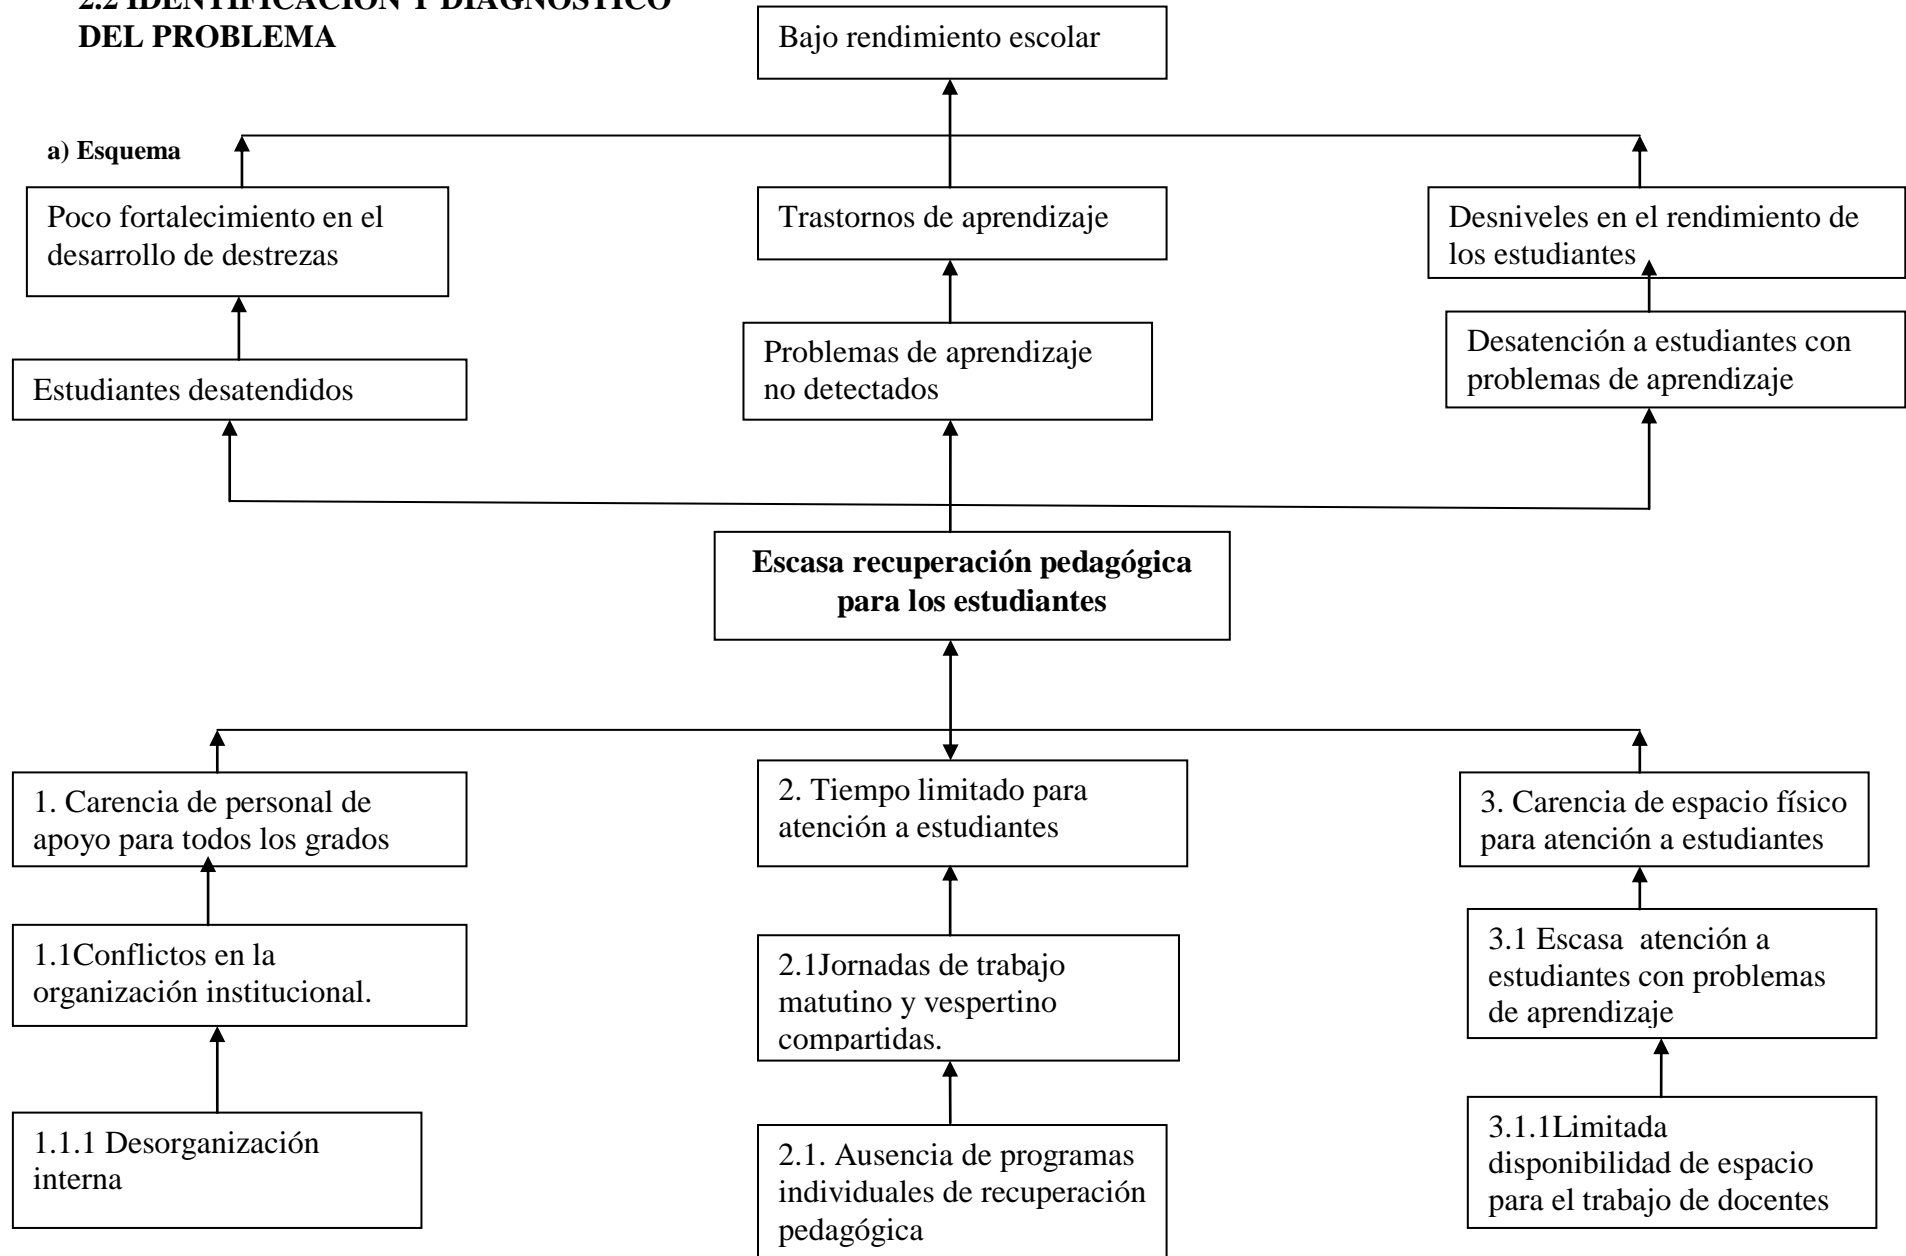 2.2 IDENTIFICACIÓN Y DIAGNÓSTICO
DEL PROBLEMA
Bajo rendimiento escolar
a) Esquema
Poco fortalecimiento en el
desarrollo de destrezas
Trastornos de aprendizaje
Desniveles en el rendimiento de
los estudiantes
Estudiantes desatendidos
Problemas de aprendizaje
no detectados
Desatención a estudiantes con
problemas de aprendizaje
Escasa recuperación pedagógica
para los estudiantes
1. Carencia de personal de
apoyo para todos los grados
2. Tiempo limitado para
atención a estudiantes
3. Carencia de espacio físico
para atención a estudiantes
1.1Conflictos en la
organización institucional.
2.1Jornadas de trabajo
matutino y vespertino
compartidas.
3.1 Escasa  atención a
estudiantes con problemas
de aprendizaje
1.1.1 Desorganización
interna
2.1. Ausencia de programas
individuales de recuperación
pedagógica
3.1.1Limitada
disponibilidad de espacio
para el trabajo de docentes